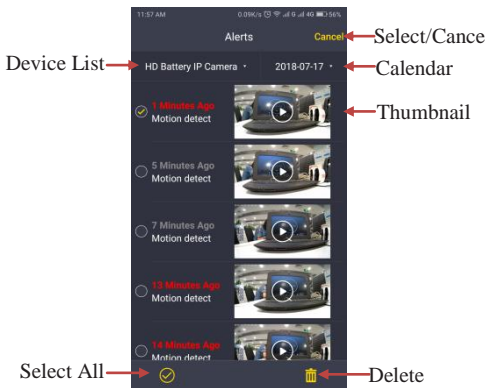 11:57 AM 0.09K/s 4G 56%
Alerts Cancel Select/Cance
Device List HD Battery IP Camera 2018-07-17 Calendar
1 Minutes Ago
Motion detect
Thumbnail
5 Minutes Ago
Motion detect
7 Minutes Ago
Motion detect
13 Minutes Ago
Motion detect
14 Minutes Ago
Motion detect
Select All Delete